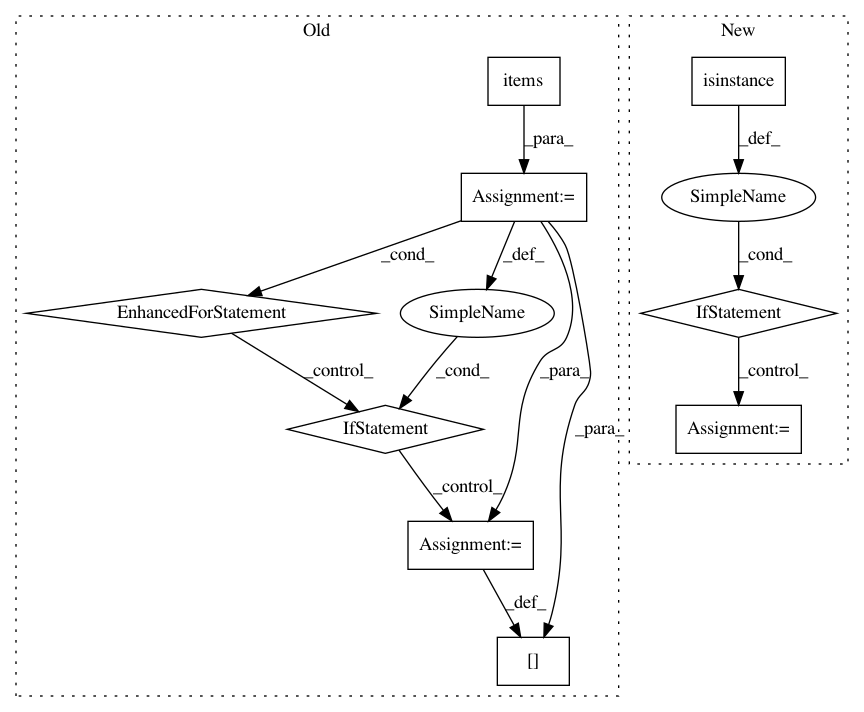 Old
New
items
isinstance
_para_
_def_
Assignment:=
SimpleName
_cond_
_def_
_cond_
EnhancedForStatement
SimpleName
IfStatement
_control_
_cond_
_para_
_control_
_para_
IfStatement
Assignment:=
_control_
Assignment:=
_def_
[]